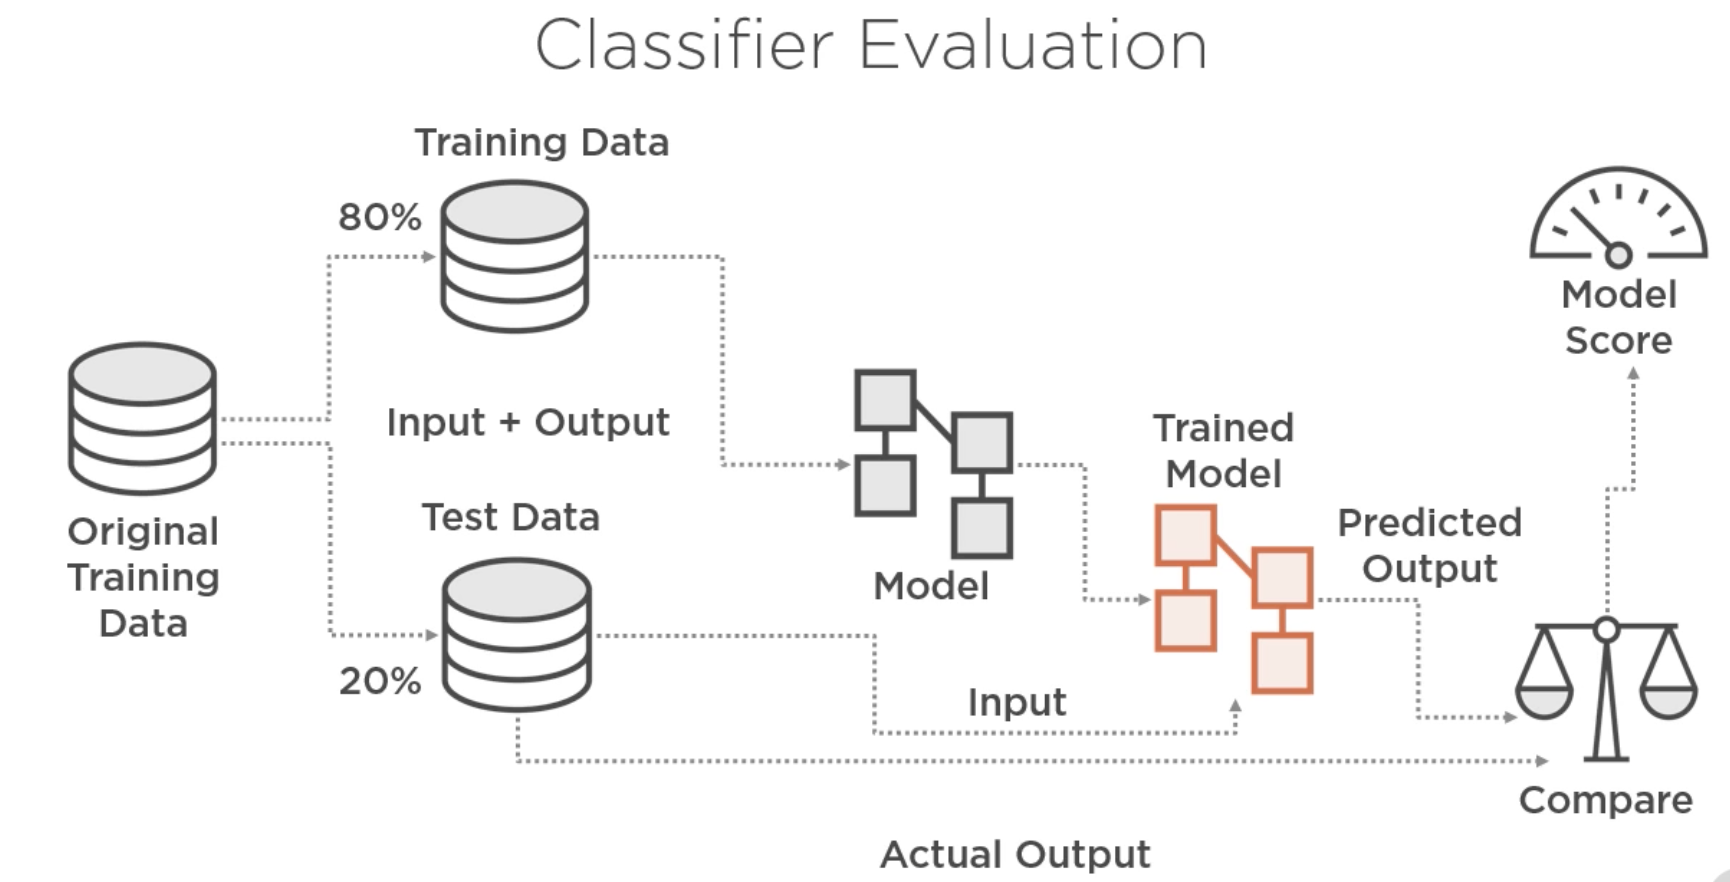 Classifier Evaluation
Training Data
80%
Input + Output
Original
Training
Data
Test Data
20%
Model
Trained
Model
Input
Predicted
Output
Model
Score
Compare
Actual Output